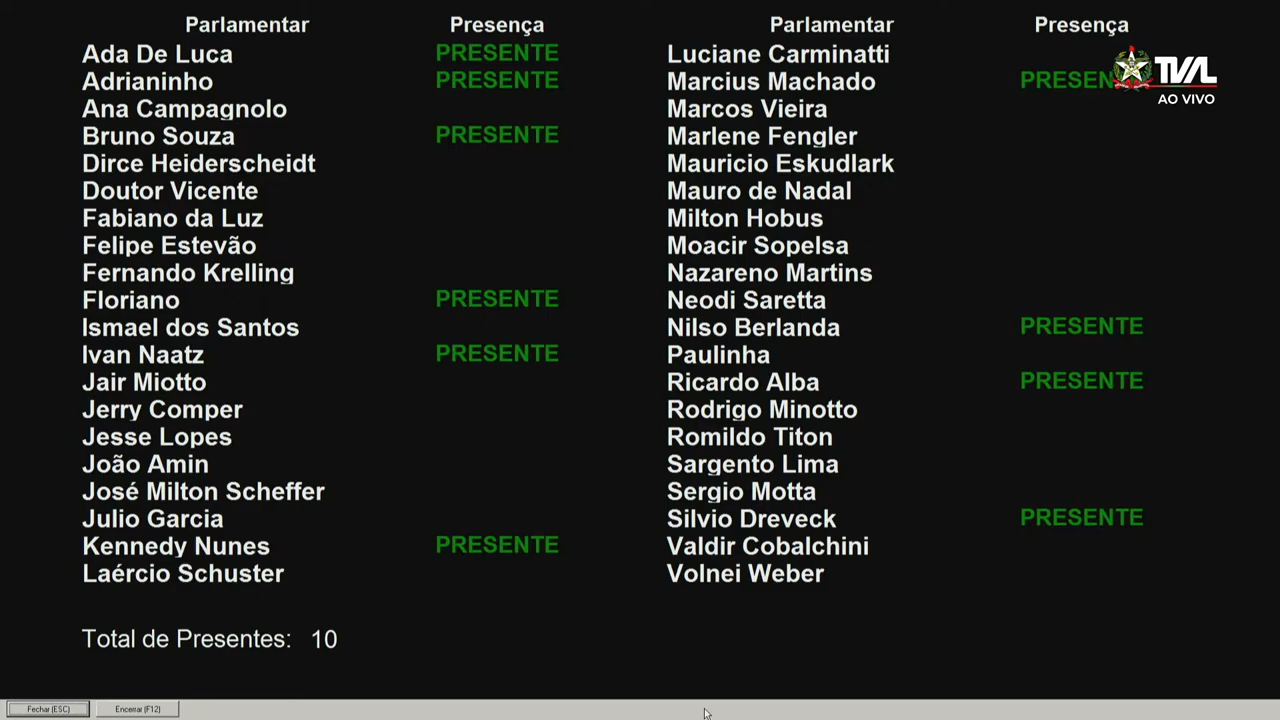 Parlamentar Presença Parlamentar Presença
Ada De Luca PRESENTE Luciane Carminatti
Adrianinho PRESENTE Marcius Machado PRESEN
Ana Campagnolo Marcos Vieira
Bruno Souza PRESENTE Marlene Fengler
Dirce Heiderscheidt Mauricio Eskudlark
Doutor Vicente Mauro de Nadal
Fabiano da Luz Milton Hobus
Felipe Estevão Moacir Sopelsa
Fernando Krelling Nazareno Martins
Floriano PRESENTE Neodi Saretta
Ismael dos Santos Nilso Berlanda PRESENTE
Ivan Naatz PRESENTE Paulinha
Jair Miotto Ricardo Alba PRESENTE
Jerry Comper Rodrigo Minotto
Jesse Lopes Romildo Titon
João Amin Sargento Lima
José Milton Scheffer Sergio Motta
Julio Garcia Silvio Dreveck PRESENTE
Kennedy Nunes PRESENTE Valdir Cobalchini
Laércio Schuster Volnei Weber
Total de Presentes: 10
TVAL
AO VIVO
Fechar (ESC) Encerrar (F12)